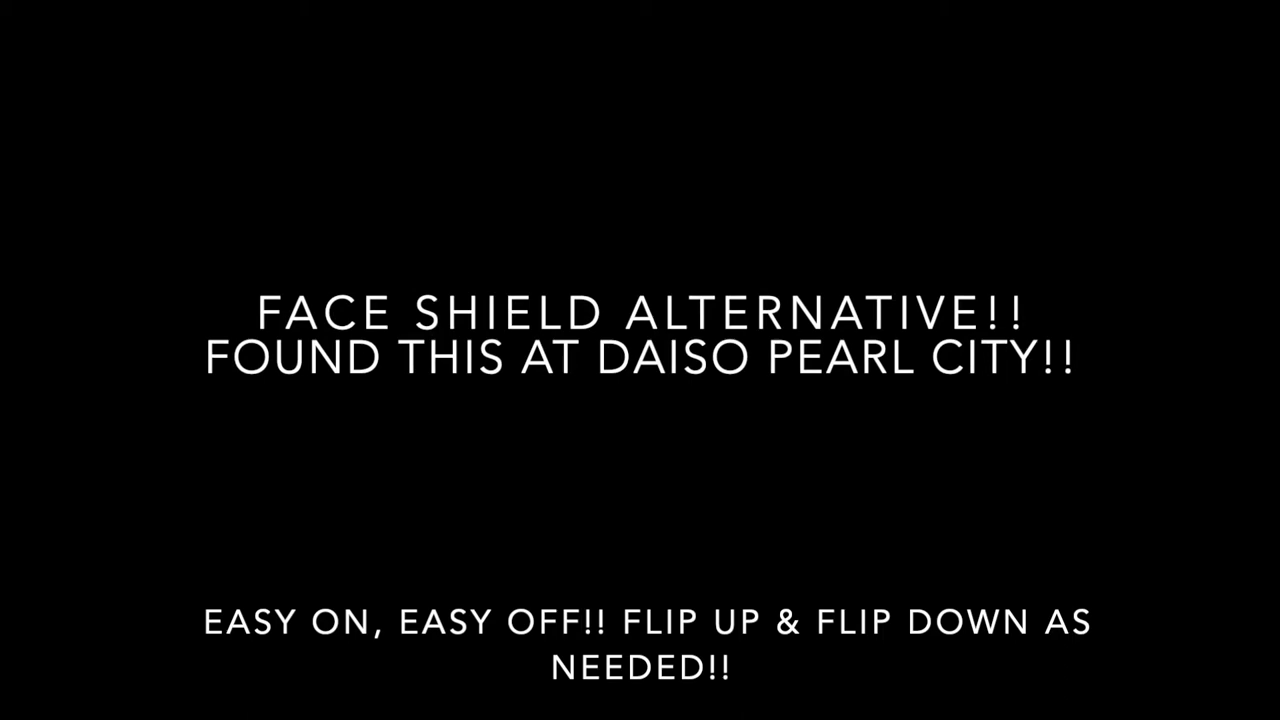 FACE SHIELD ALTERNATIVE!!
FOUND THIS AT DAISO PEARL CITY!!
EASY ON, EASY OFF!! FLIP UP & FLIP DOWN AS
NEEDED!!